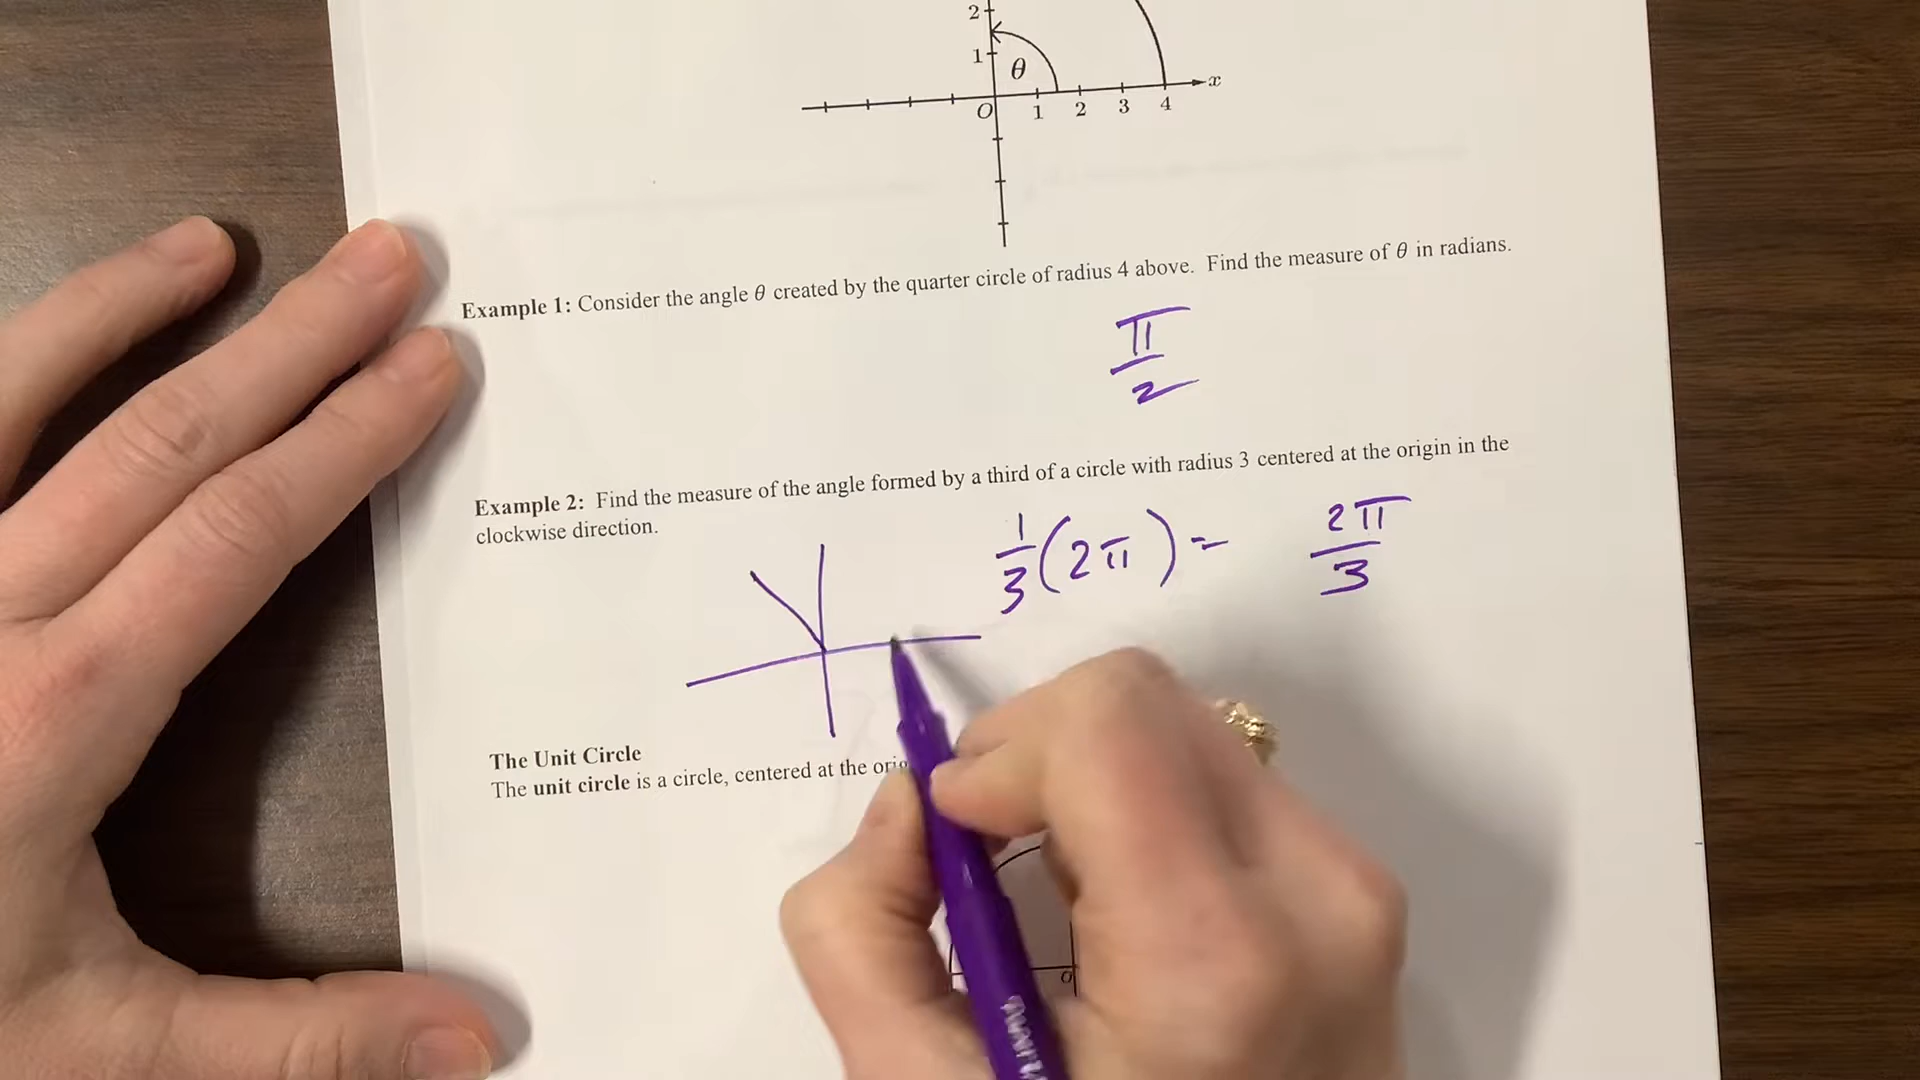 2
1
θ
x
O 1 2 3 4
Example 1: Consider the angle θ created by the quarter circle of radius 4 above. Find the measure of θ in radians.
π
2
Example 2: Find the measure of the angle formed by a third of a circle with radius 3 centered at the origin in the
clockwise direction.
1/3 (2π) = 2π/3
The Unit Circle
The unit circle is a circle, centered at the
O